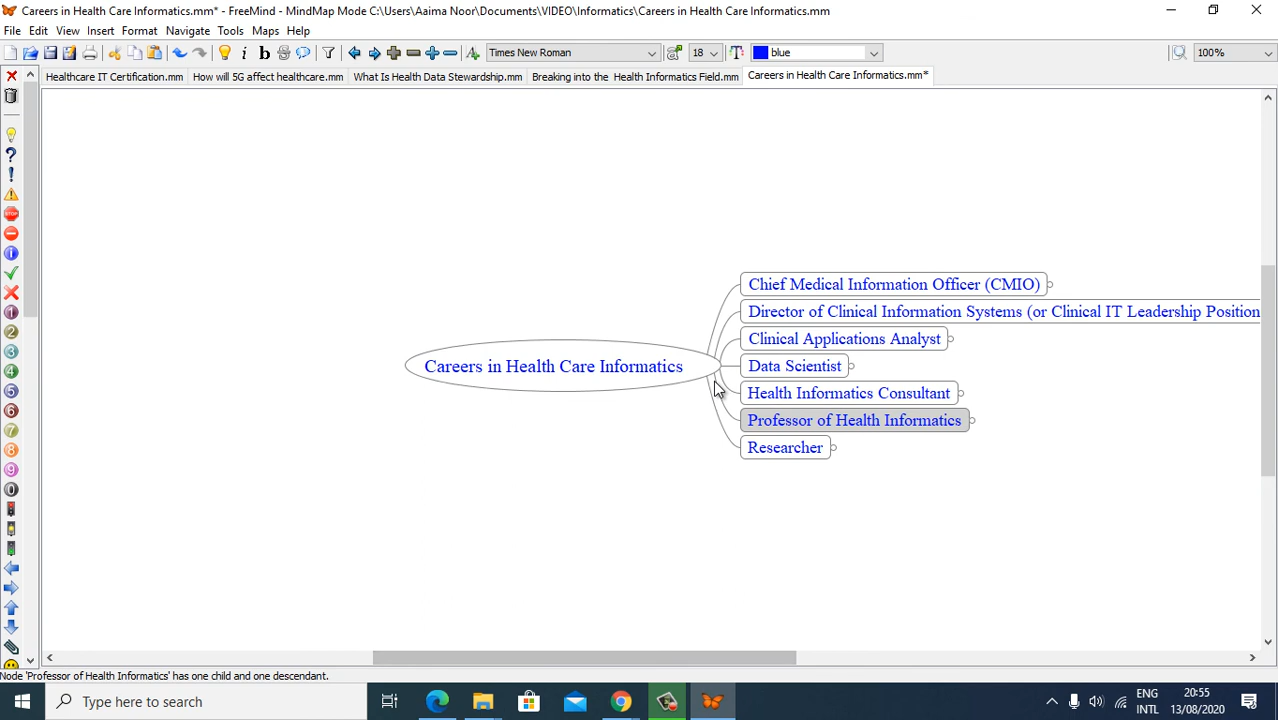 Careers in Health Care Informatics.mm* - FreeMind - MindMap Mode C:\Users\Aaina Noor\Documents\VIDEO\Informatics\Careers in Health Care Informatics.mm)
File Edit View Insert Format Navigate Tools Maps Help
Times New Roman 18 blue 100%
Healthcare IT Certification.mm How will 5G affect healthcare.mm What Is Health Data Stewardship.mm Breaking into the Health Informatics Field.mm Careers in Health Care Informatics.mm*
Chief Medical Information Officer (CMIO)
Director of Clinical Information Systems (or Clinical IT Leadership Position
Clinical Applications Analyst
Careers in Health Care Informatics
Data Scientist
Health Informatics Consultant
Professor of Health Informatics
Researcher
Node 'Professor of Health Informatics' has one child and one descendant.
Type here to search
ENG
INTL
20:55
13/08/2020